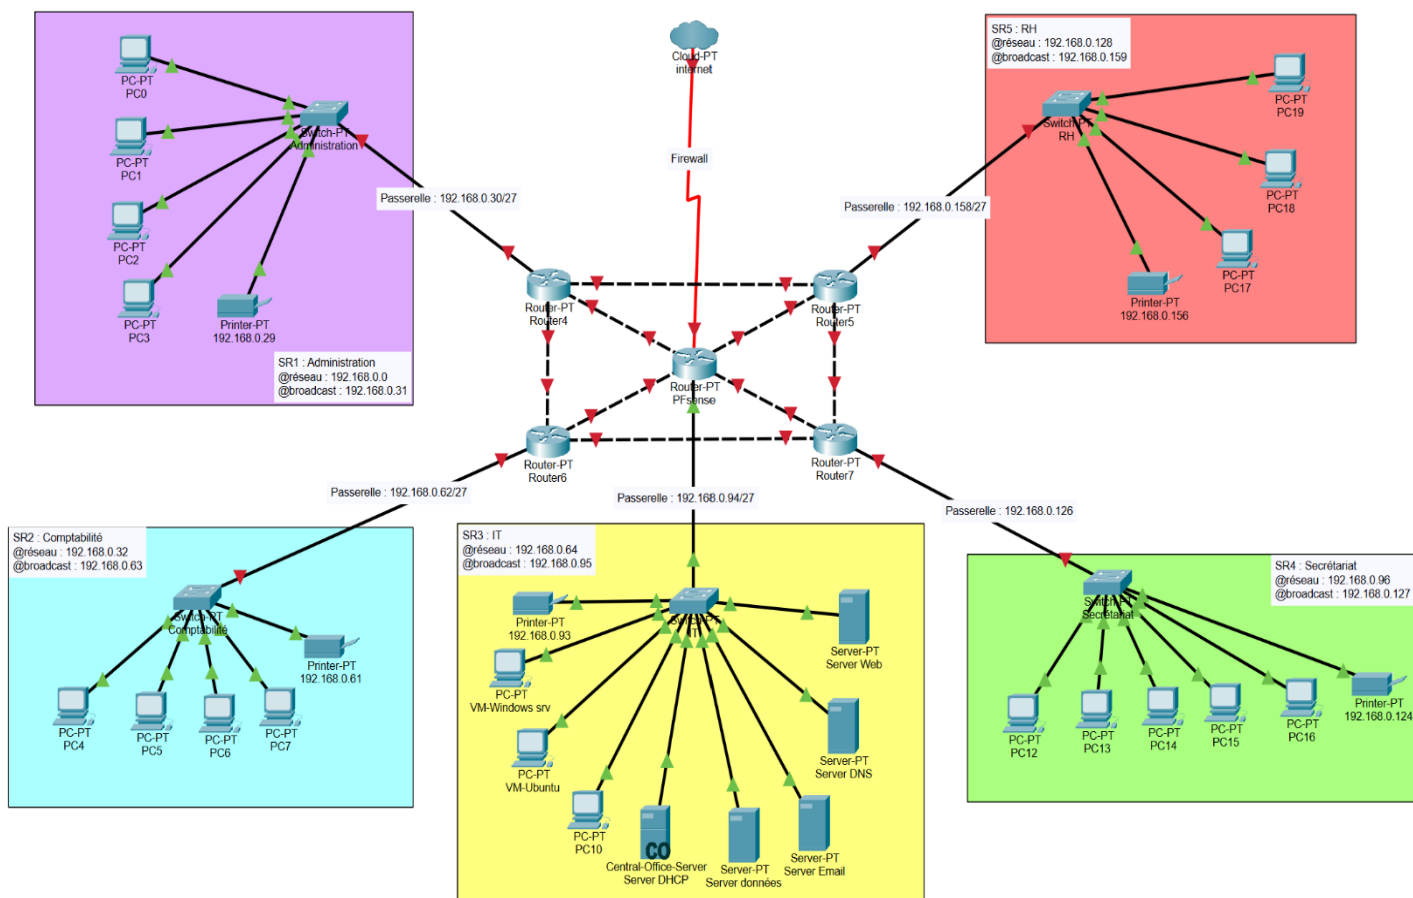 PC-PT
PC0
PC-PT
PC1
PC-PT
PC2
PC-PT
PC3
Switch-PT
Administration
Printer-PT
192.168.0.29
SR1 : Administration
@réseau : 192.168.0.0
@broadcast : 192.168.0.31
Passerelle : 192.168.0.30/27
Cloud-PT
internet
Firewall
SR5 : RH
@réseau : 192.168.0.128
@broadcast : 192.168.0.159
Switch-PT
RH
PC-PT
PC19
PC-PT
PC18
PC-PT
PC17
Printer-PT
192.168.0.156
Passerelle : 192.168.0.158/27
Router-PT
Router4
Router-PT
Router5
Router-PT
PFsense
Router-PT
Router6
Router-PT
Router7
Passerelle : 192.168.0.62/27
Passerelle : 192.168.0.94/27
Passerelle : 192.168.0.126
SR2 : Comptabilité
@réseau : 192.168.0.32
@broadcast : 192.168.0.63
Switch-PT
Comptabilité
Printer-PT
192.168.0.61
PC-PT
PC4
PC-PT
PC5
PC-PT
PC6
PC-PT
PC7
SR3 : IT
@réseau : 192.168.0.64
@broadcast : 192.168.0.95
Switch-PT
IT
Printer-PT
192.168.0.93
PC-PT
VM-Windows srv
PC-PT
VM-Ubuntu
PC-PT
PC10
CO
Central-Office-Server
Server DHCP
Server-PT
Server données
Server-PT
Server Email
Server-PT
Server DNS
Server-PT
Server Web
SR4 : Secrétariat
@réseau : 192.168.0.96
@broadcast : 192.168.0.127
Switch-PT
Secrétariat
PC-PT
PC12
PC-PT
PC13
PC-PT
PC14
PC-PT
PC15
PC-PT
PC16
Printer-PT
192.168.0.124